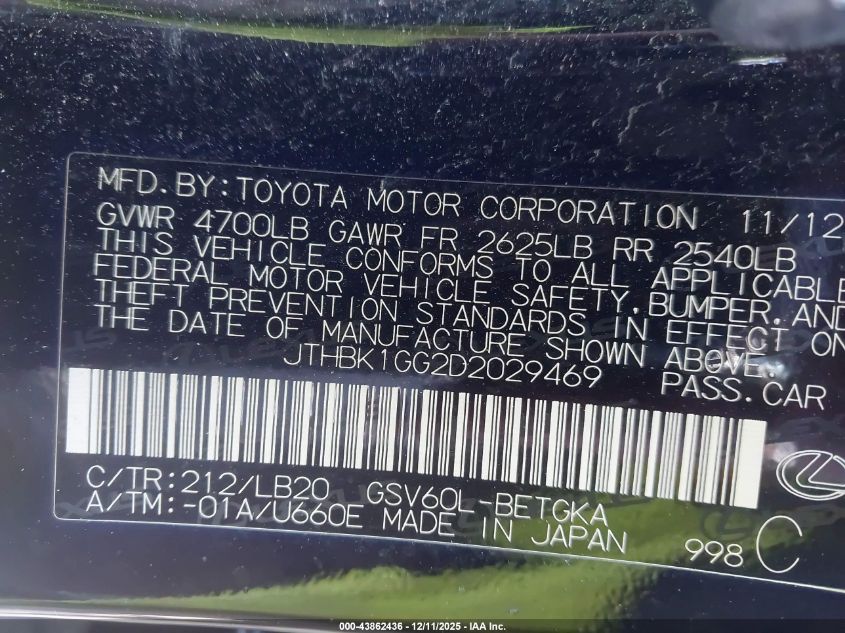 MFD.BY:TOYOTA MOTOR CORPORATION 11/12
GVWR 4700LB GAWR FR 2625LB RR 2540LB
THIS VEHICLE CONFORMS TO ALL APPLICABLE
FEDERAL MOTOR VEHICLE SAFETY,BUMPER,AND
THEFT PREVENTION STANDARDS IN EFFECT ON
THE DATE OF MANUFACTURE SHOWN ABOVE.
JTHBK1GG2D2029469 PASS.CAR
C/TR:212/LB20 GSV60L-BETGKA
A/TM:-01A/U660E MADE IN JAPAN 998 C
000-43862436 - 12/11/2025 - IAA Inc.